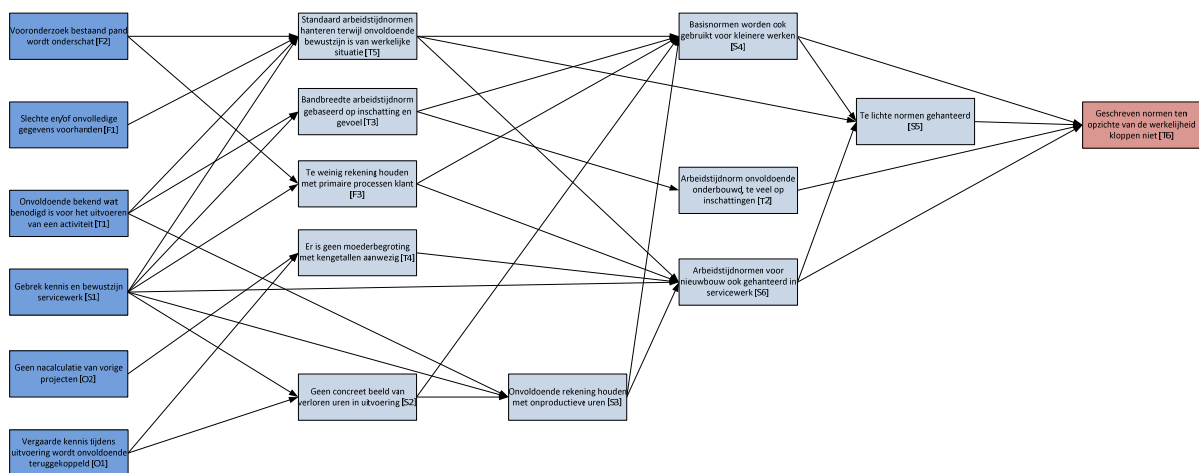 Vooronderzoek bestaand pand
wordt onderschat [F2]
Slechte en/of onvolledige
gegevens voorhanden [F1]
Onvoldoende bekend wat
benodigd is voor het uitvoeren
van een activiteit [T1]
Gebrek kennis en bewustzijn
servicewerk [S1]
Geen nacalculatie van vorige
projecten [O2]
Vergaarde kennis tijdens
uitvoering wordt onvoldoende
teruggekoppeld [O1]
Standaard arbeidstijdnormen
hanteren terwijl onvoldoende
bewustzijn is van werkelijke
situatie [T5]
Bandbreedte arbeidstijdnorm
gebaseerd op inschatting en
gevoel [T3]
Te weinig rekening houden
met primaire processen klant
[F3]
Er is geen moederbegroting
met kengetallen aanwezig [T4]
Geen concreet beeld van
verloren uren in uitvoering [S2]
Onvoldoende rekening houden
met onproductieve uren [S3]
Basisnormen worden ook
gebruikt voor kleinere werken
[S4]
Arbeidstijdnorm onvoldoende
onderbouwd, te veel op
inschattingen [T2]
Arbeidstijdnormen voor
nieuwbouw ook gehanteerd in
servicewerk [S6]
Te lichte normen gehanteerd
[S5]
Geschreven normen ten
opzichte van de werkelijheid
kloppen niet [T6]